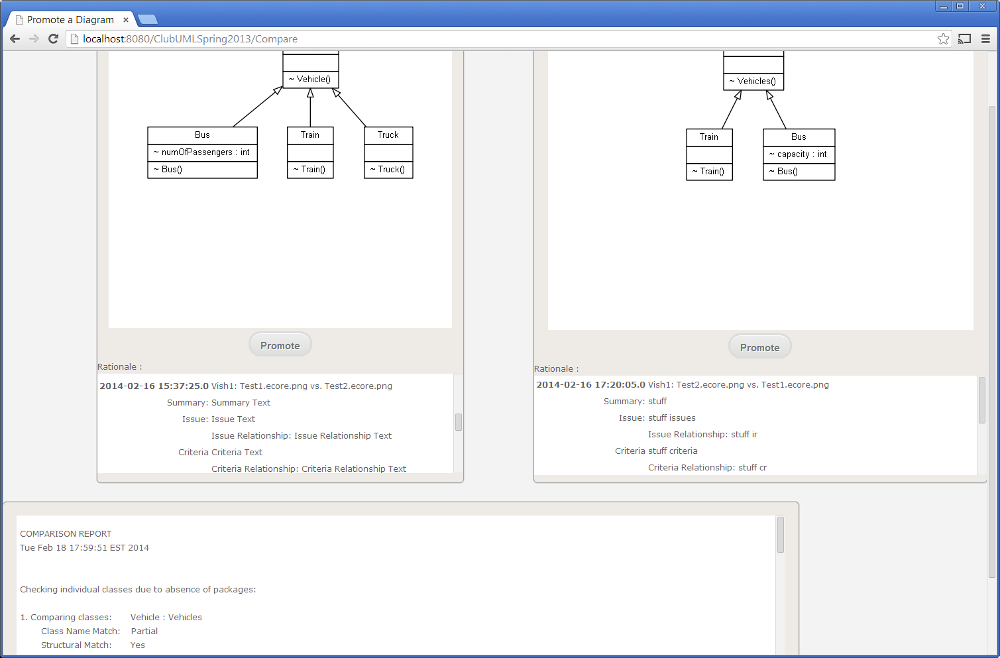 Promote a Diagram
localhost:8080/ClubUMLSpring2013/Compare
~ Vehicle()
Bus
~ numOfPassengers : int
~ Bus()
Train
~ Train()
Truck
~ Truck()
Promote
Rationale :
2014-02-16 15:37:25.0 Vish1: Test1.ecore.png vs. Test2.ecore.png
Summary: Summary Text
Issue: Issue Text
Issue Relationship: Issue Relationship Text
Criteria Criteria Text
Criteria Relationship: Criteria Relationship Text
~ Vehicles()
Train
~ Train()
Bus
~ capacity : int
~ Bus()
Promote
Rationale :
2014-02-16 17:20:05.0 Vish1: Test2.ecore.png vs. Test1.ecore.png
Summary: stuff
Issue: stuff issues
Issue Relationship: stuff ir
Criteria stuff criteria
Criteria Relationship: stuff cr
COMPARISON REPORT
Tue Feb 18 17:59:51 EST 2014
Checking individual classes due to absence of packages:
1. Comparing classes: Vehicle : Vehicles
Class Name Match: Partial
Structural Match: Yes